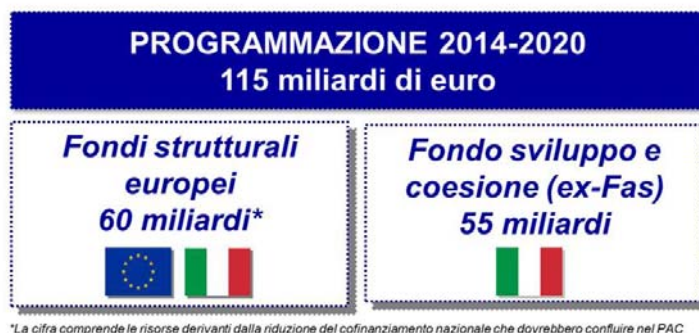 PROGRAMMAZIONE 2014-2020
115 miliardi di euro
Fondi strutturali
europei
60 miliardi*
Fondo sviluppo e
coesione (ex-Fas)
55 miliardi
*La cifra comprende le risorse derivanti dalla riduzione del cofinanziamento nazionale che dovrebbero confluire nel PAC